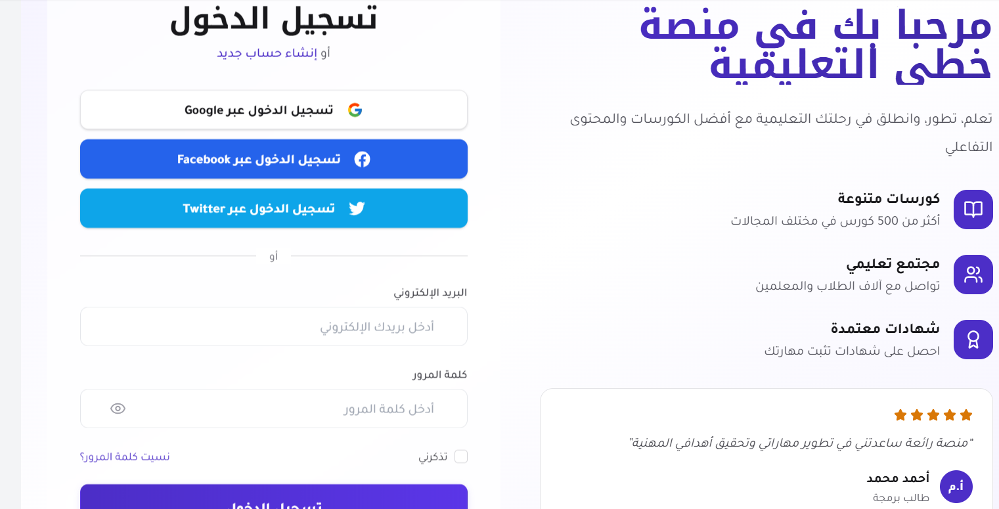 مرحبا بك في منصة
خطى التعليمية
تعلم، تطور، وانطلق في رحلتك التعليمية مع أفضل الكورسات والمحتوى
التفاعلي
كورسات متنوعة
أكثر من 500 كورس في مختلف المجالات
مجتمع تعليمي
تواصل مع آلاف الطلاب والمعلمين
شهادات معتمدة
احصل على شهادات تثبت مهارتك
"منصة رائعة ساعدتني في تطوير مهاراتي وتحقيق أهدافي المهنية"
أ.م
أحمد محمد
طالب برمجة
تسجيل الدخول
أو إنشاء حساب جديد
تسجيل الدخول عبر Google
تسجيل الدخول عبر Facebook
تسجيل الدخول عبر Twitter
أو
البريد الإلكتروني
أدخل بريدك الإلكتروني
كلمة المرور
أدخل كلمة المرور
تذكرني
نسيت كلمة المرور؟
تسجيل الدخول